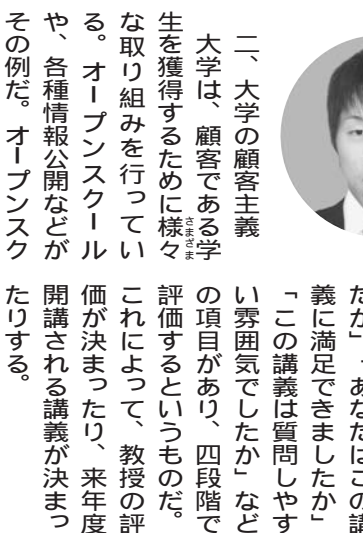 たか」「あなたはこの講
義に満足できましたか」
「この講義は質問しやす
い雰囲気でしたか」など
の項目があり、四段階で
評価するというものだ。
これによって、教授の評
価が決まったり、来年度
開講される講義が決まっ
たりする。
二、大学の顧客主義
大学は、顧客である学
生を獲得するために様々
さまざま
な取り組みを行ってい
る。オープンスクール
や、各種情報公開などが
その例だ。オープンスク